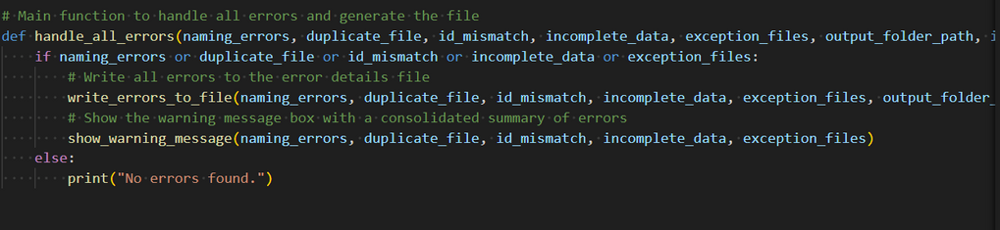 # Main function to handle all errors and generate the file
def handle_all_errors(naming_errors, duplicate_file, id_mismatch, incomplete_data, exception_files, output_folder_path, i
if naming_errors or duplicate_file or id_mismatch or incomplete_data or exception_files:
# Write all errors to the error details file
write_errors_to_file(naming_errors, duplicate_file, id_mismatch, incomplete_data, exception_files, output_folder_
# Show the warning message box with a consolidated summary of errors
show_warning_message(naming_errors, duplicate_file, id_mismatch, incomplete_data, exception_files)
else:
print("No errors found.")